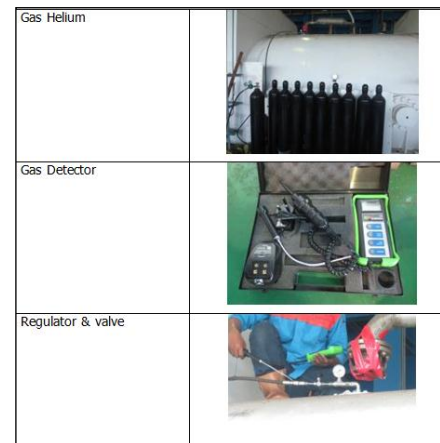 Gas Helium
Gas Detector
Regulator & valve